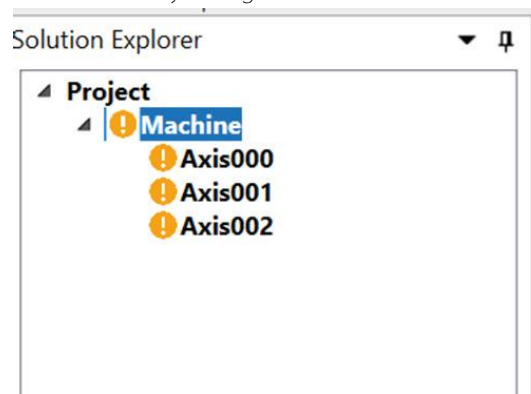 Solution Explorer
Project
Machine
Axis000
Axis001
Axis002